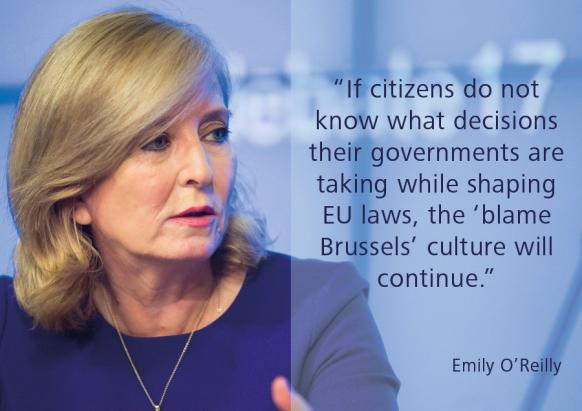 “If citizens do not
know what decisions
their governments are
taking while shaping
EU laws, the ‘blame
Brussels’ culture will
continue.”
Emily O’Reilly